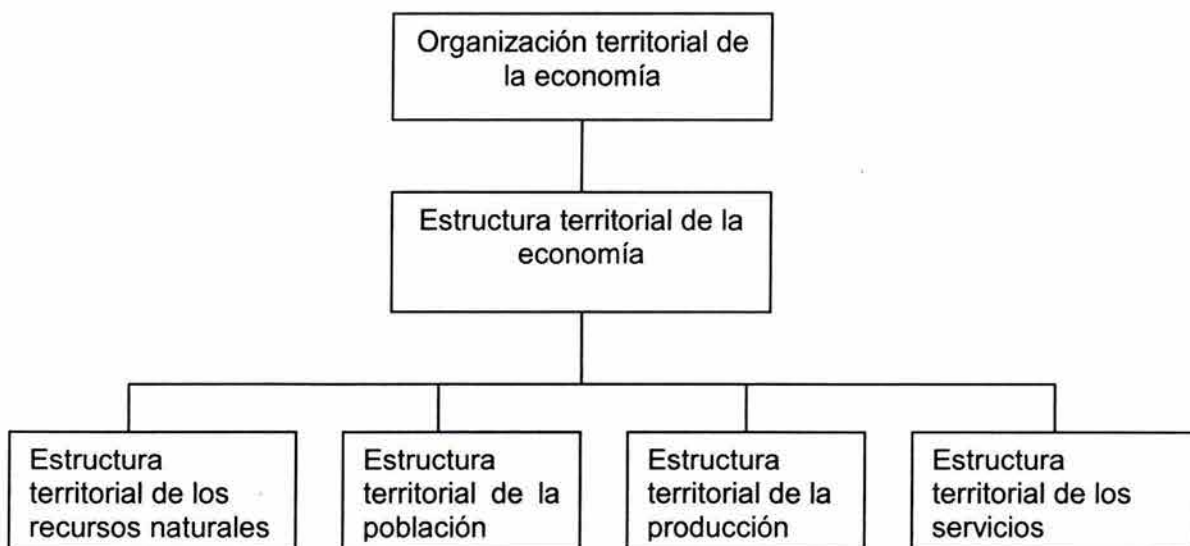 Organización territorial de
la economía
Estructura territorial de la
economía
Estructura
territorial de los
recursos naturales
Estructura
territorial de la
población
Estructura
territorial de la
producción
Estructura
territorial de los
servicios